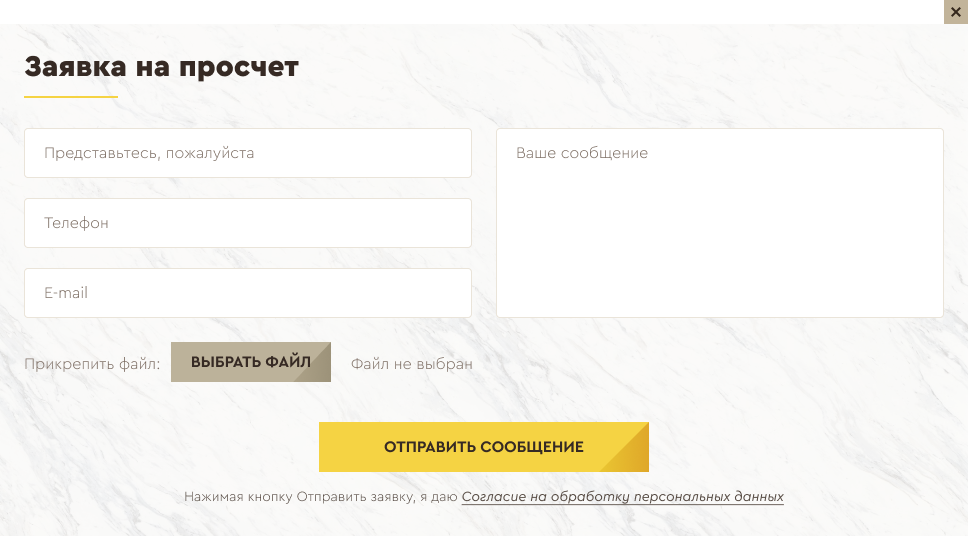 Заявка на просчет
Представьтесь, пожалуйста
Ваше сообщение
Телефон
E-mail
Прикрепить файл: ВЫБРАТЬ ФАЙЛ Файл не выбран
ОТПРАВИТЬ СООБЩЕНИЕ
Нажимая кнопку Отправить заявку, я даю Согласие на обработку персональных данных